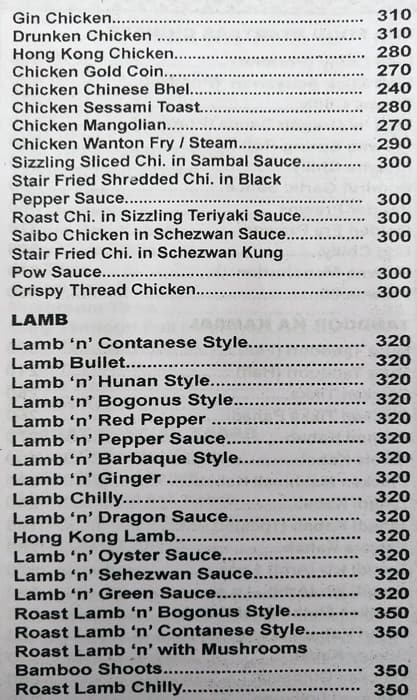 Gin Chicken 310
Drunken Chicken 310
Hong Kong Chicken 280
Chicken Gold Coin 270
Chicken Chinese Bhel 240
Chicken Sessami Toast 280
Chicken Mangolian 270
Chicken Wanton Fry / Steam 290
Sizzling Sliced Chi. in Sambal Sauce 300
Stair Fried Shredded Chi. in Black
Pepper Sauce 300
Roast Chi. in Sizzling Teriyaki Sauce 300
Saibo Chicken in Schezwan Sauce 300
Stair Fried Chi. in Schezwan Kung
Pow Sauce 300
Crispy Thread Chicken 300
LAMB
Lamb 'n' Contanese Style 320
Lamb Bullet 320
Lamb 'n' Hunan Style 320
Lamb 'n' Bogonus Style 320
Lamb 'n' Red Pepper 320
Lamb 'n' Pepper Sauce 320
Lamb 'n' Barbaque Style 320
Lamb 'n' Ginger 320
Lamb Chilly 320
Lamb 'n' Dragon Sauce 320
Hong Kong Lamb 320
Lamb 'n' Oyster Sauce 320
Lamb 'n' Sehezwan Sauce 320
Lamb 'n' Green Sauce 320
Roast Lamb 'n' Bogonus Style 350
Roast Lamb 'n' Contanese Style 350
Roast Lamb 'n' with Mushrooms
Bamboo Shoots 350
Roast Lamb Chilly 350